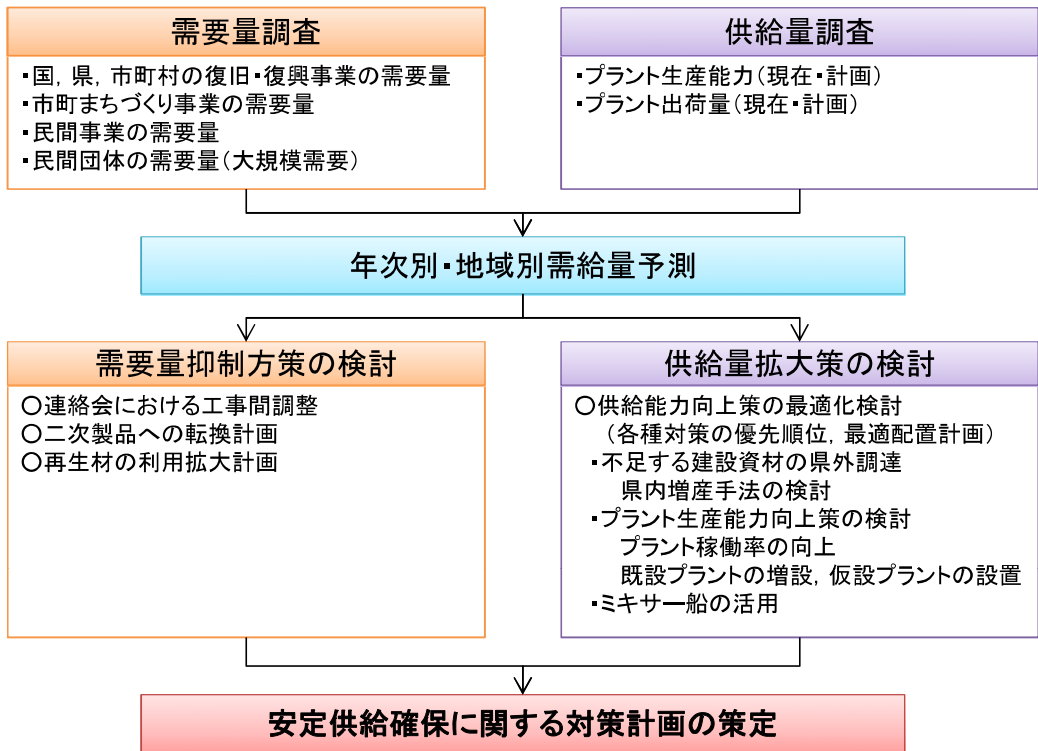 需要量調査
・国，県，市町村の復旧・復興事業の需要量
・市町まちづくり事業の需要量
・民間事業の需要量
・民間団体の需要量（大規模需要）
供給量調査
・プラント生産能力（現在・計画）
・プラント出荷量（現在・計画）
年次別・地域別需給量予測
需要量抑制方策の検討
○連絡会における工事間調整
○二次製品への転換計画
○再生材の利用拡大計画
供給量拡大策の検討
○供給能力向上策の最適化検討
（各種対策の優先順位，最適配置計画）
・不足する建設資材の県外調達
県内増産手法の検討
・プラント生産能力向上策の検討
プラント稼働率の向上
既設プラントの増設，仮設プラントの設置
・ミキサー船の活用
安定供給確保に関する対策計画の策定